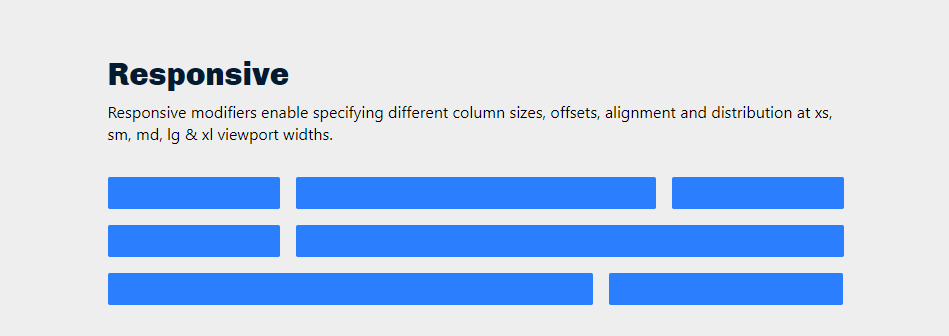 Responsive
Responsive modifiers enable specifying different column sizes, offsets, alignment and distribution at xs,
sm, md, lg & xl viewport widths.